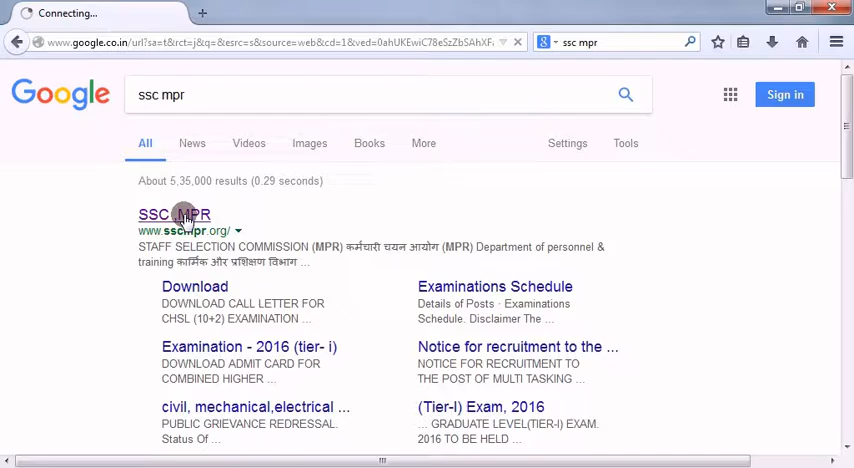 Connecting...
www.google.co.in/url?sa=t&rct=j&q=&esrc=s&source=web&cd=1&ved=0ahUKEwiC78eSzZbSAhXF
ssc mpr
Google
ssc mpr
Sign in
All News Videos Images Books More Settings Tools
About 5,35,000 results (0.29 seconds)
SSC MPR
www.sscmpr.org/
STAFF SELECTION COMMISSION (MPR) कर्मचारी चयन आयोग (MPR) Department of personnel &
training कार्मिक और प्रशिक्षण विभाग ...
Download
DOWNLOAD CALL LETTER FOR
CHSL (10+2) EXAMINATION ...
Examinations Schedule
Details of Posts · Examinations
Schedule. Disclaimer The ...
Examination - 2016 (tier- i)
DOWNLOAD ADMIT CARD FOR
COMBINED HIGHER ...
Notice for recruitment to the ...
NOTICE FOR RECRUITMENT TO
THE POST OF MULTI TASKING ...
civil, mechanical,electrical ...
PUBLIC GRIEVANCE REDRESSAL.
Status Of ...
(Tier-I) Exam, 2016
... GRADUATE LEVEL(TIER-I) EXAM.
2016 TO BE HELD ...